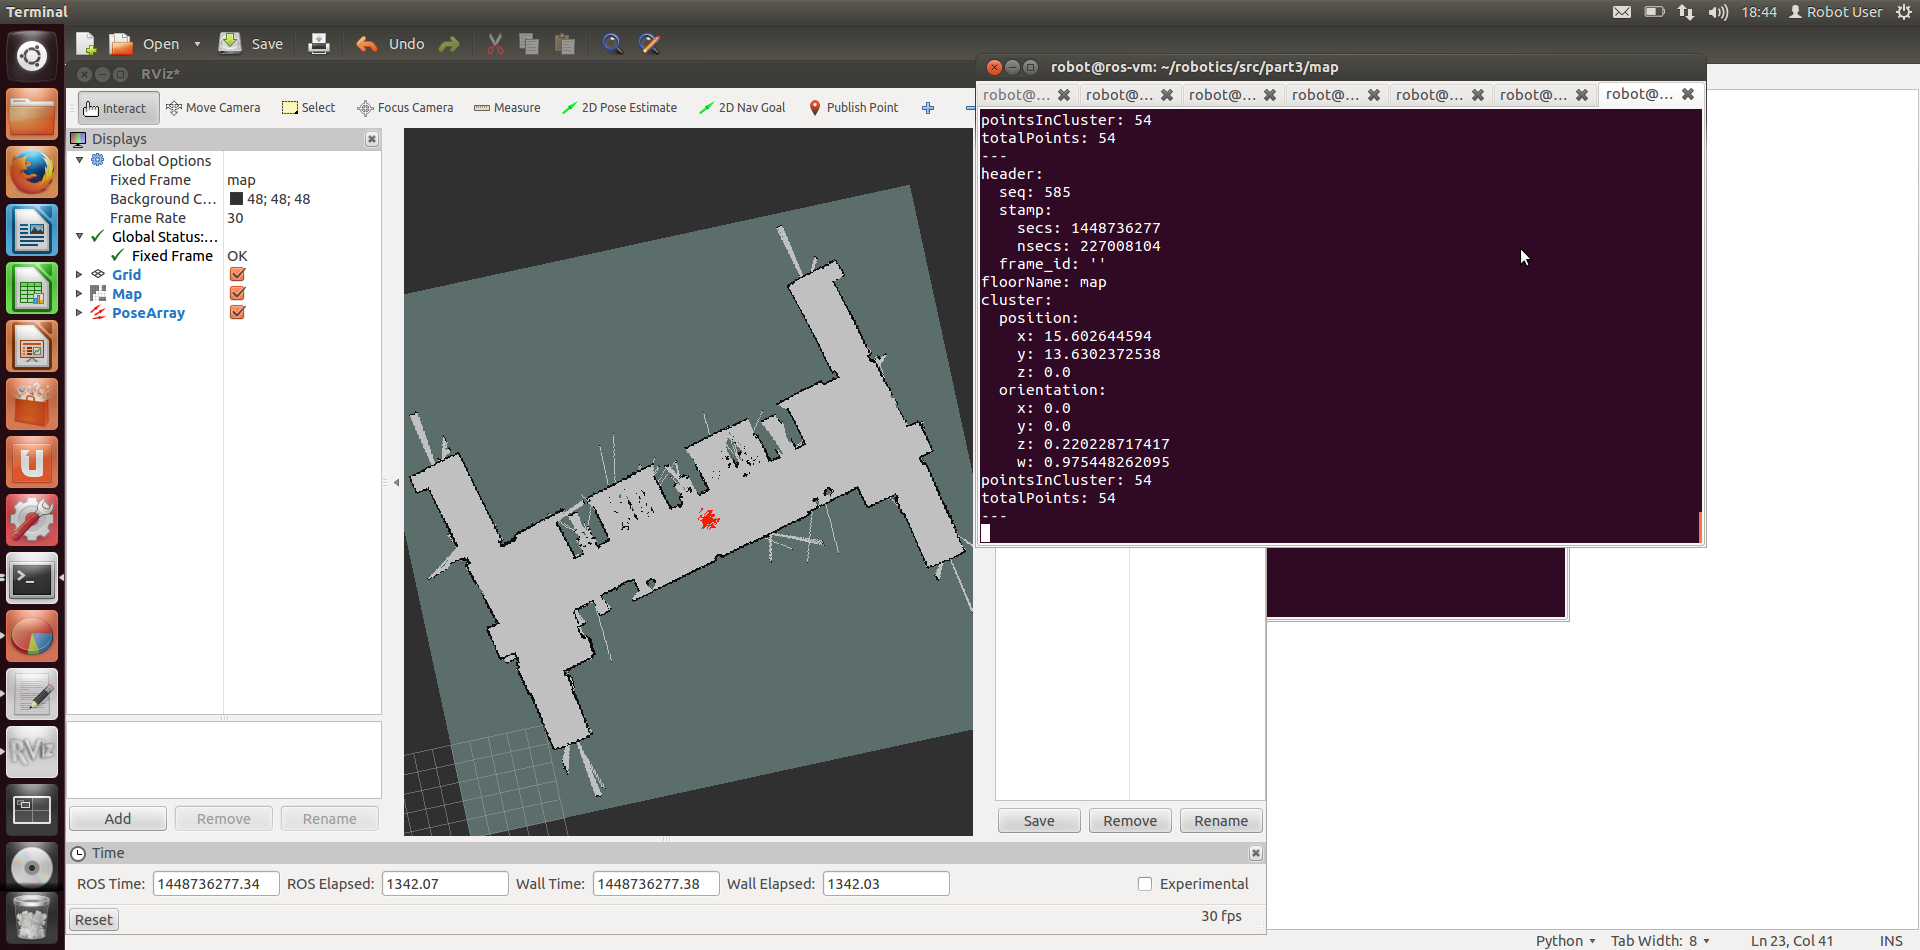 Terminal
18:44 Robot User
Open Save Undo
RViz*
Interact Move Camera Select Focus Camera Measure 2D Pose Estimate 2D Nav Goal Publish Point
Displays
Global Options
Fixed Frame map
Background C... 48; 48; 48
Frame Rate 30
Global Status:...
Fixed Frame OK
Grid
Map
PoseArray
Add Remove Rename
robot@ros-vm: ~/robotics/src/part3/map
robot@... robot@... robot@... robot@... robot@... robot@... robot@...
pointsInCluster: 54
totalPoints: 54
---
header:
seq: 585
stamp:
secs: 1448736277
nsecs: 227008104
frame_id: ''
floorName: map
cluster:
position:
x: 15.602644594
y: 13.6302372538
z: 0.0
orientation:
x: 0.0
y: 0.0
z: 0.220228717417
w: 0.975448262095
pointsInCluster: 54
totalPoints: 54
---
Save Remove Rename
Time
ROS Time: 1448736277.34 ROS Elapsed: 1342.07 Wall Time: 1448736277.38 Wall Elapsed: 1342.03 Experimental
Reset 30 fps
RViz
Python Tab Width: 8 Ln 23, Col 41 INS